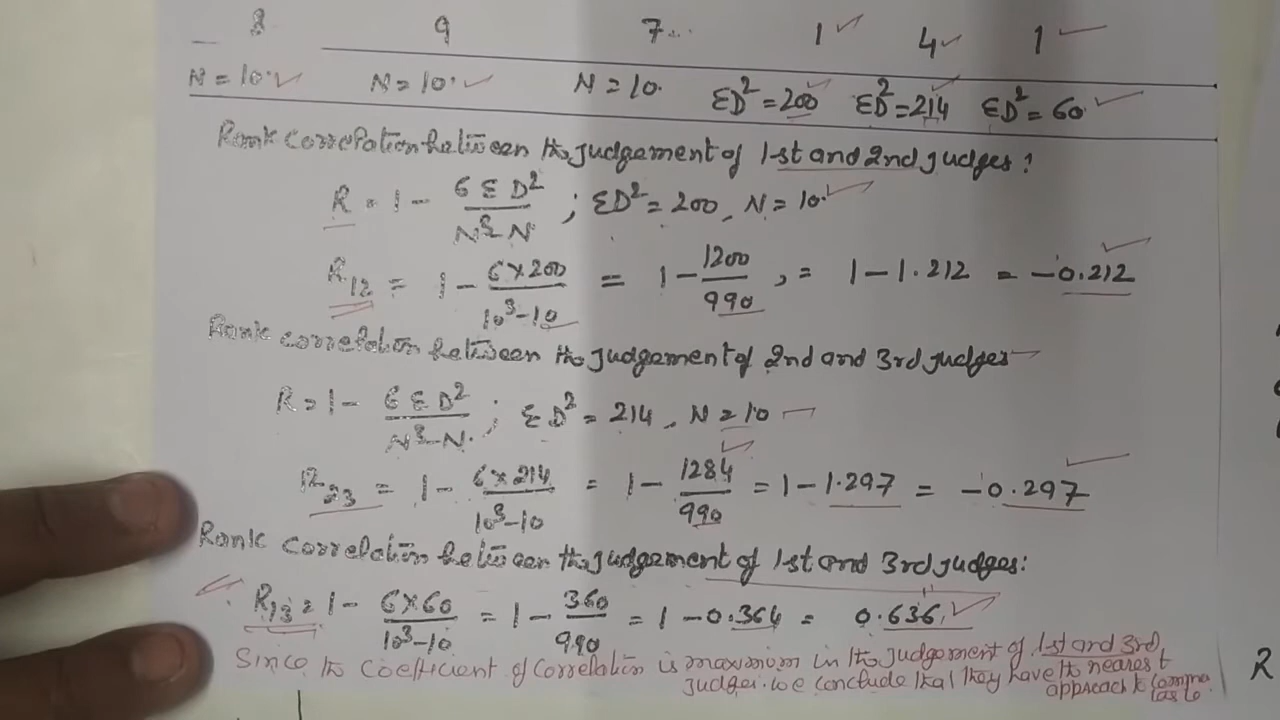 8 9 7.. 1 4 1
N = 10. N = 10. N = 10. ΣD² = 200 ΣD² = 214 ΣD² = 60
Rank correlation between the judgement of 1st and 2nd judges:
R = 1 - 6ΣD² / N³-N ; ΣD² = 200, N = 10.
R₁₂ = 1 - 6×200 / 10³-10 = 1 - 1200 / 990, = 1 - 1.212 = -0.212
Rank correlation between the judgement of 2nd and 3rd judges
R = 1 - 6ΣD² / N³-N. ; ΣD² = 214, N = 10
R₂₃ = 1 - 6×214 / 10³-10 = 1 - 1284 / 990 = 1 - 1.297 = -0.297
Rank correlation between the judgement of 1st and 3rd judges:
R₁₃ = 1 - 6×60 / 10³-10 = 1 - 360 / 990 = 1 - 0.364 = 0.636
Since the coefficient of correlation is maximum in the judgement of 1st and 3rd
judges. we conclude that they have the nearest
approach to common
taste
R